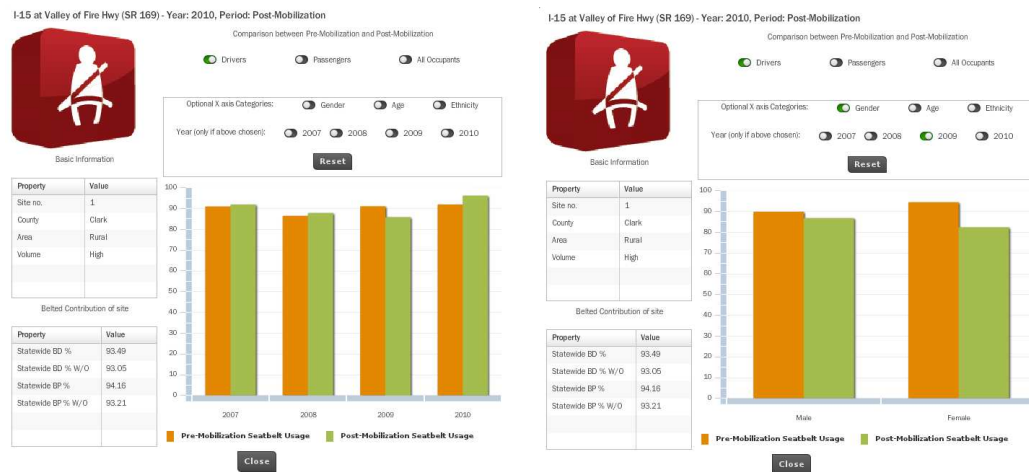 I-15 at Valley of Fire Hwy (SR 169) - Year: 2010, Period: Post-Mobilization
Comparison between Pre-Mobilization and Post-Mobilization
Drivers Passengers All Occupants
Optional X axis Categories: Gender Age Ethnicity
Year (only if above chosen): 2007 2008 2009 2010
Reset
Basic Information
Property Value
Site no. 1
County Clark
Area Rural
Volume High
Belted Contribution of site
Property Value
Statewide BD % 93.49
Statewide BD % W/O 93.05
Statewide BP % 94.16
Statewide BP % W/O 93.21
100
90
80
70
60
50
40
30
20
10
0
2007 2008 2009 2010
Pre-Mobilization Seatbelt Usage Post-Mobilization Seatbelt Usage
Close
I-15 at Valley of Fire Hwy (SR 169) - Year: 2010, Period: Post-Mobilization
Comparison between Pre-Mobilization and Post-Mobilization
Drivers Passengers All Occupants
Optional X axis Categories: Gender Age Ethnicity
Year (only if above chosen): 2007 2008 2009 2010
Reset
Basic Information
Property Value
Site no. 1
County Clark
Area Rural
Volume High
Belted Contribution of site
Property Value
Statewide BD % 93.49
Statewide BD % W/O 93.05
Statewide BP % 94.16
Statewide BP % W/O 93.21
100
90
80
70
60
50
40
30
20
10
0
Male Female
Pre-Mobilization Seatbelt Usage Post-Mobilization Seatbelt Usage
Close